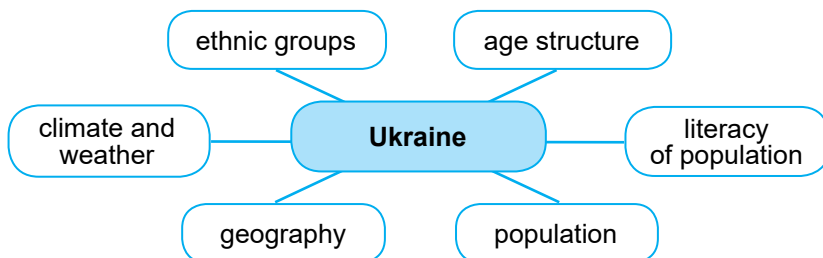 ethnic groups
age structure
climate and
weather
Ukraine
literacy
of population
geography
population